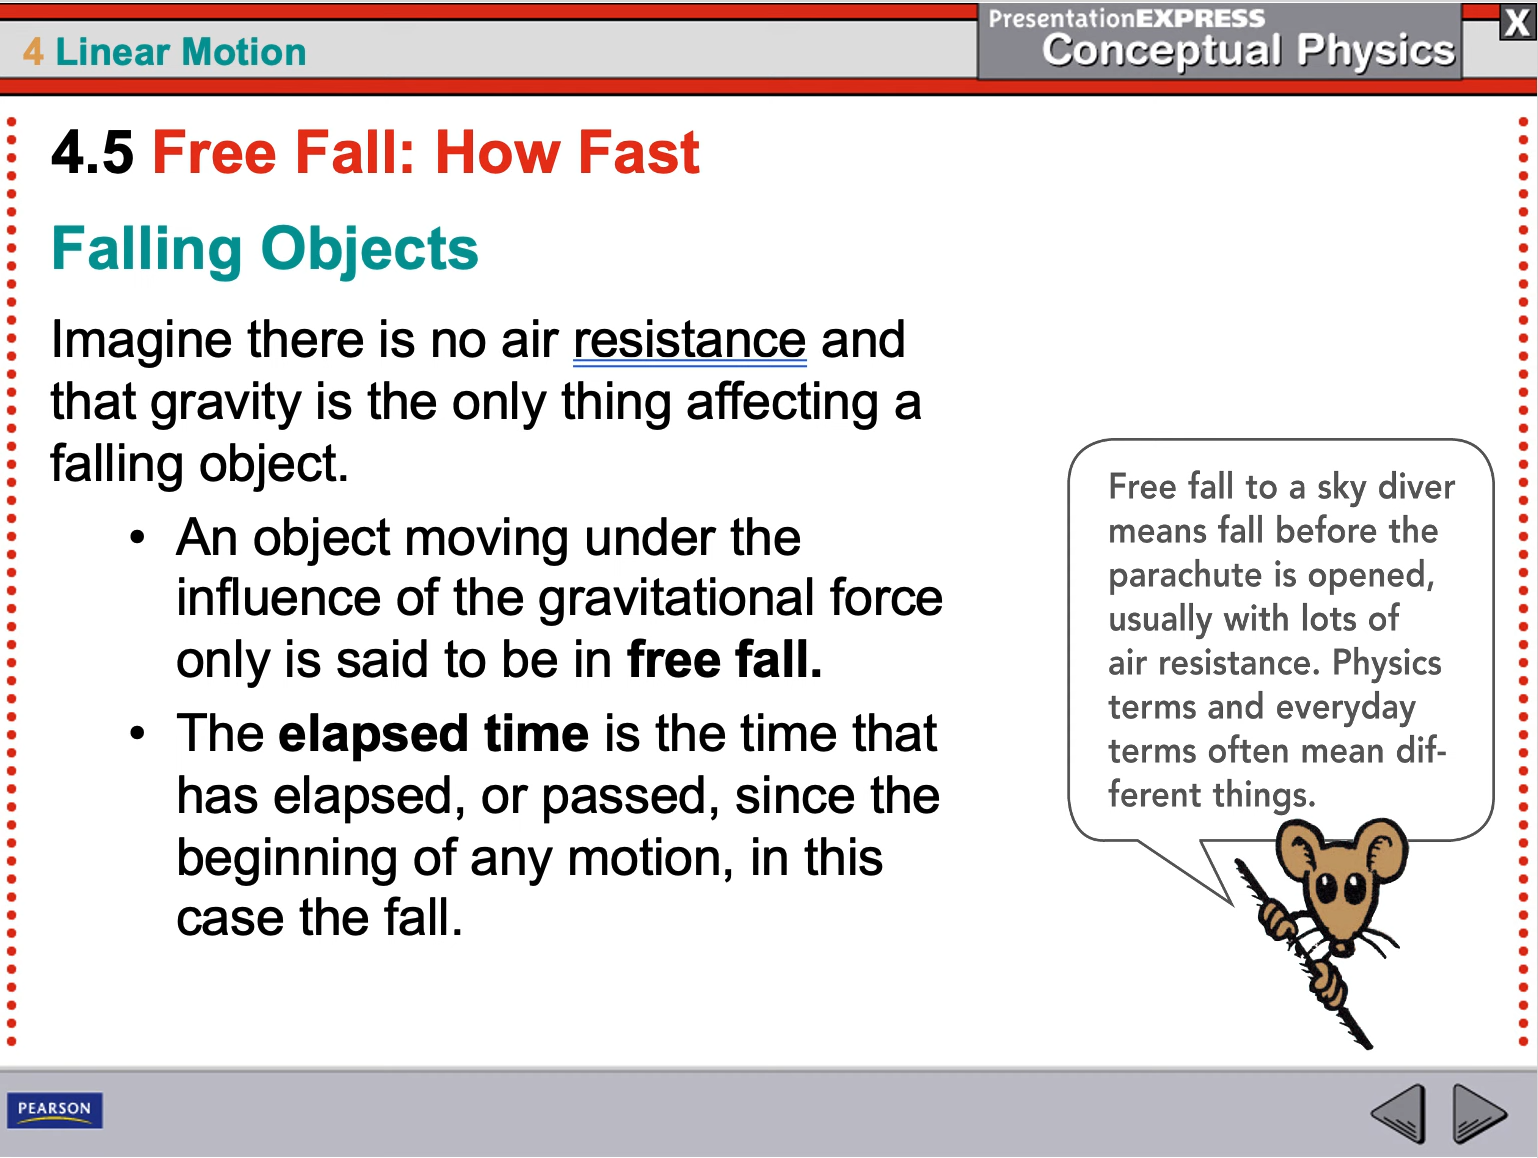 4 Linear Motion
PresentationEXPRESS
Conceptual Physics
X
4.5 Free Fall: How Fast
Falling Objects
Imagine there is no air resistance and
that gravity is the only thing affecting a
falling object.
• An object moving under the
influence of the gravitational force
only is said to be in free fall.
• The elapsed time is the time that
has elapsed, or passed, since the
beginning of any motion, in this
case the fall.
Free fall to a sky diver
means fall before the
parachute is opened,
usually with lots of
air resistance. Physics
terms and everyday
terms often mean dif-
ferent things.
PEARSON